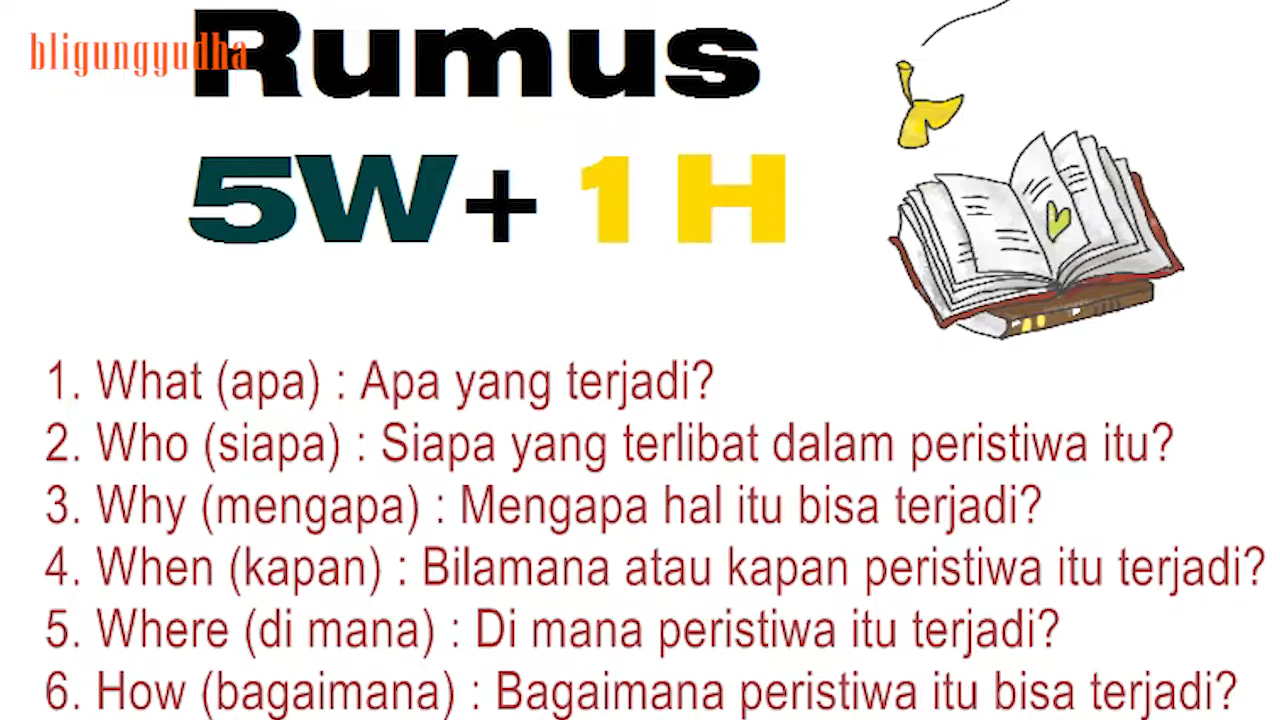 bligungyudha
Rumus
5W+ 1 H
1. What (apa) : Apa yang terjadi?
2. Who (siapa) : Siapa yang terlibat dalam peristiwa itu?
3. Why (mengapa) : Mengapa hal itu bisa terjadi?
4. When (kapan) : Bilamana atau kapan peristiwa itu terjadi?
5. Where (di mana) : Di mana peristiwa itu terjadi?
6. How (bagaimana) : Bagaimana peristiwa itu bisa terjadi?